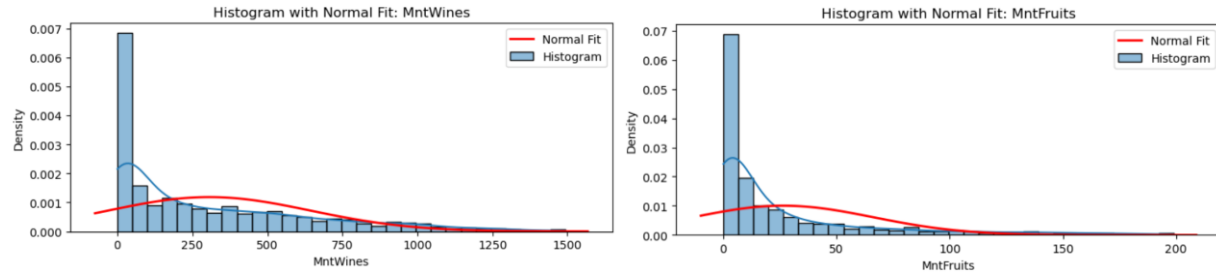 Histogram with Normal Fit: MntWines
0.007
0.006
0.005
0.004
0.003
0.002
0.001
0.000
Density
Normal Fit
Histogram
0
250
500
750
1000
1250
1500
MntWines
Histogram with Normal Fit: MntFruits
0.07
0.06
0.05
0.04
0.03
0.02
0.01
0.00
Density
Normal Fit
Histogram
0
50
100
150
200
MntFruits